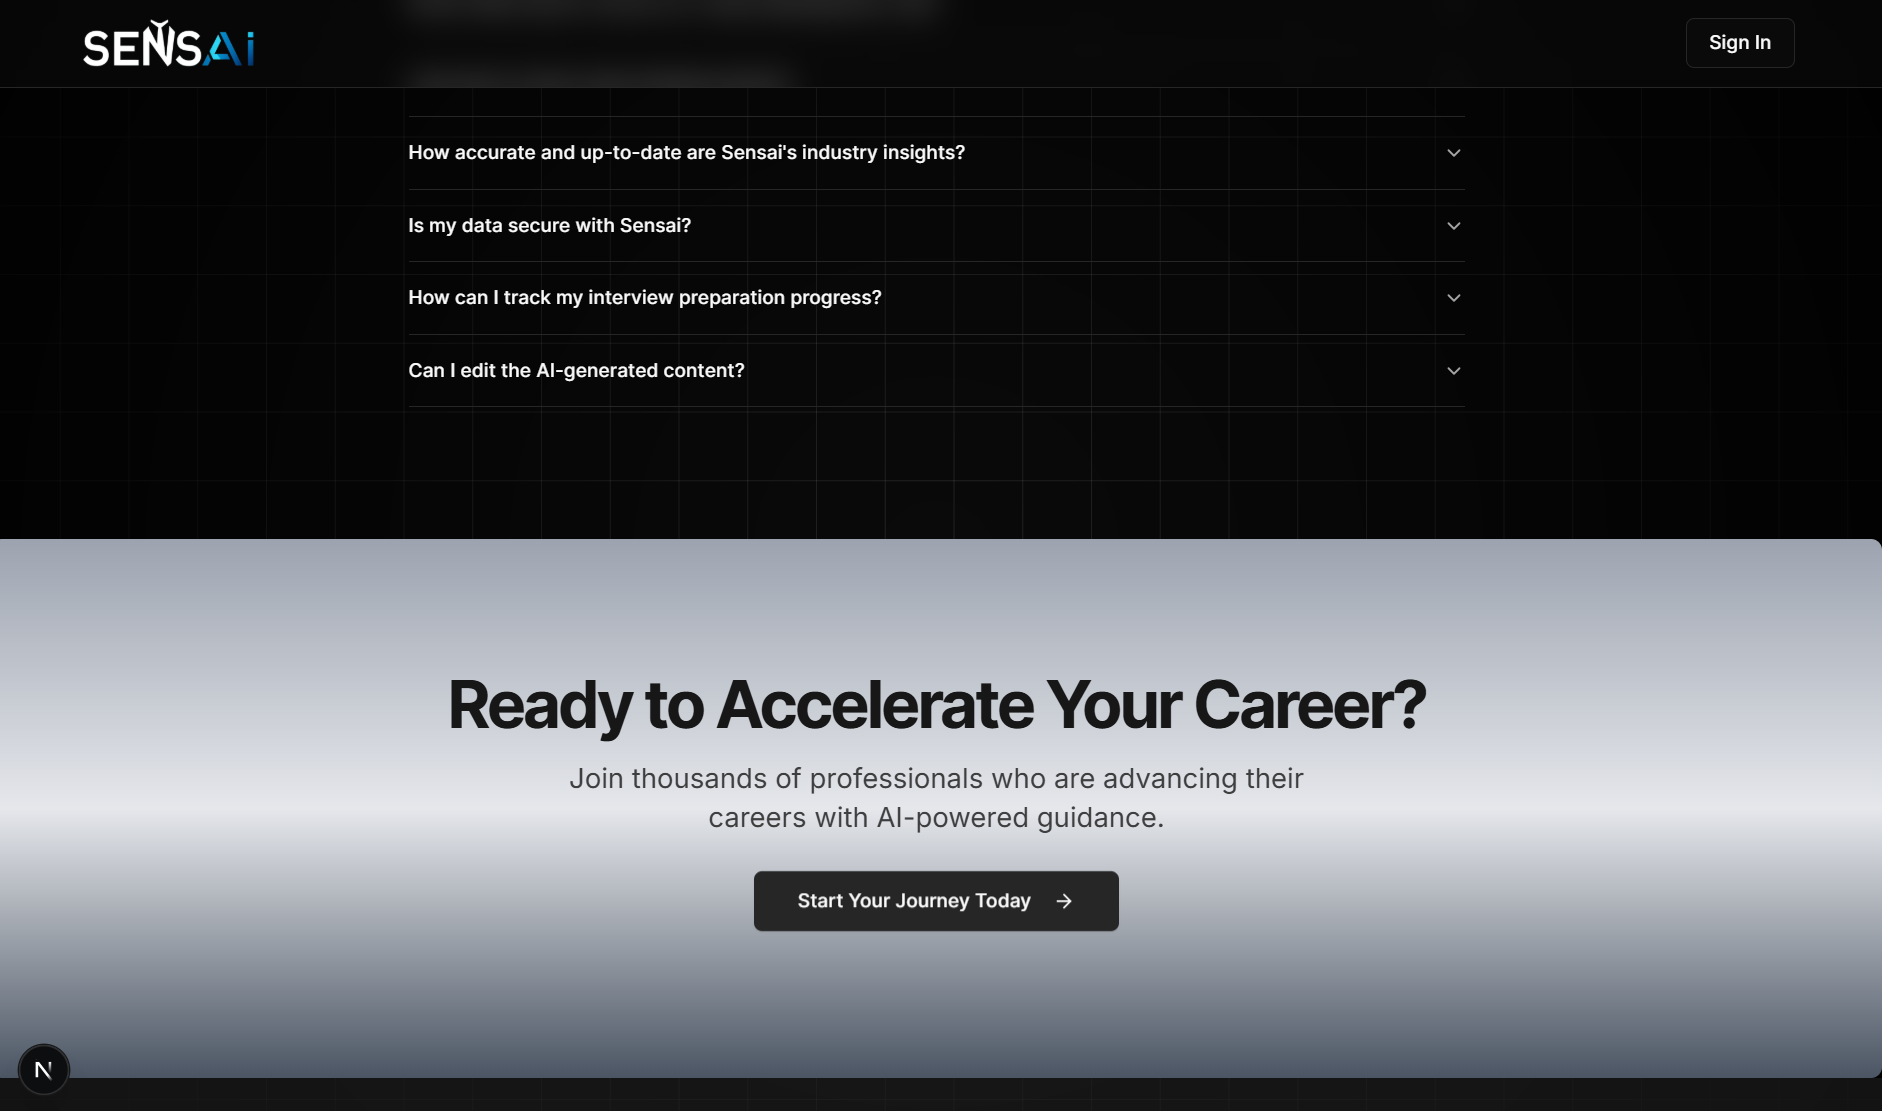 SENSAi
Sign In
How accurate and up-to-date are Sensai's industry insights?
Is my data secure with Sensai?
How can I track my interview preparation progress?
Can I edit the AI-generated content?
Ready to Accelerate Your Career?
Join thousands of professionals who are advancing their
careers with AI-powered guidance.
Start Your Journey Today
N